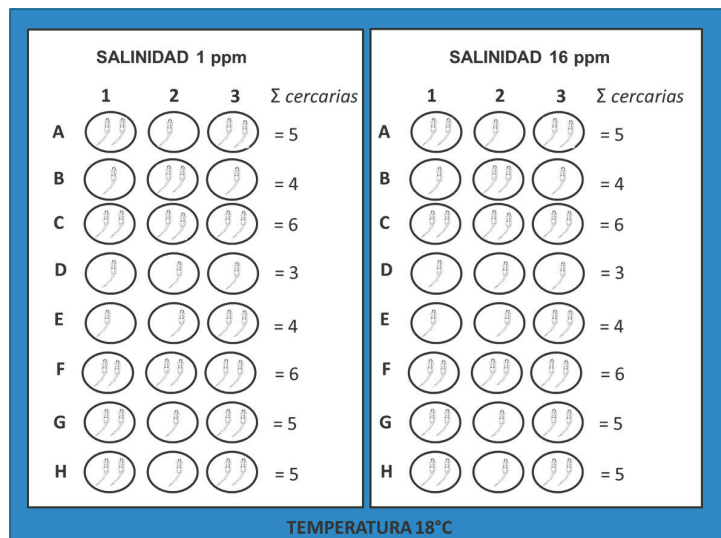 SALINIDAD 1 ppm
1 2 3 Σ cercarias
A = 5
B = 4
C = 6
D = 3
E = 4
F = 6
G = 5
H = 5
SALINIDAD 16 ppm
1 2 3 Σ cercarias
A = 5
B = 4
C = 6
D = 3
E = 4
F = 6
G = 5
H = 5
TEMPERATURA 18°C